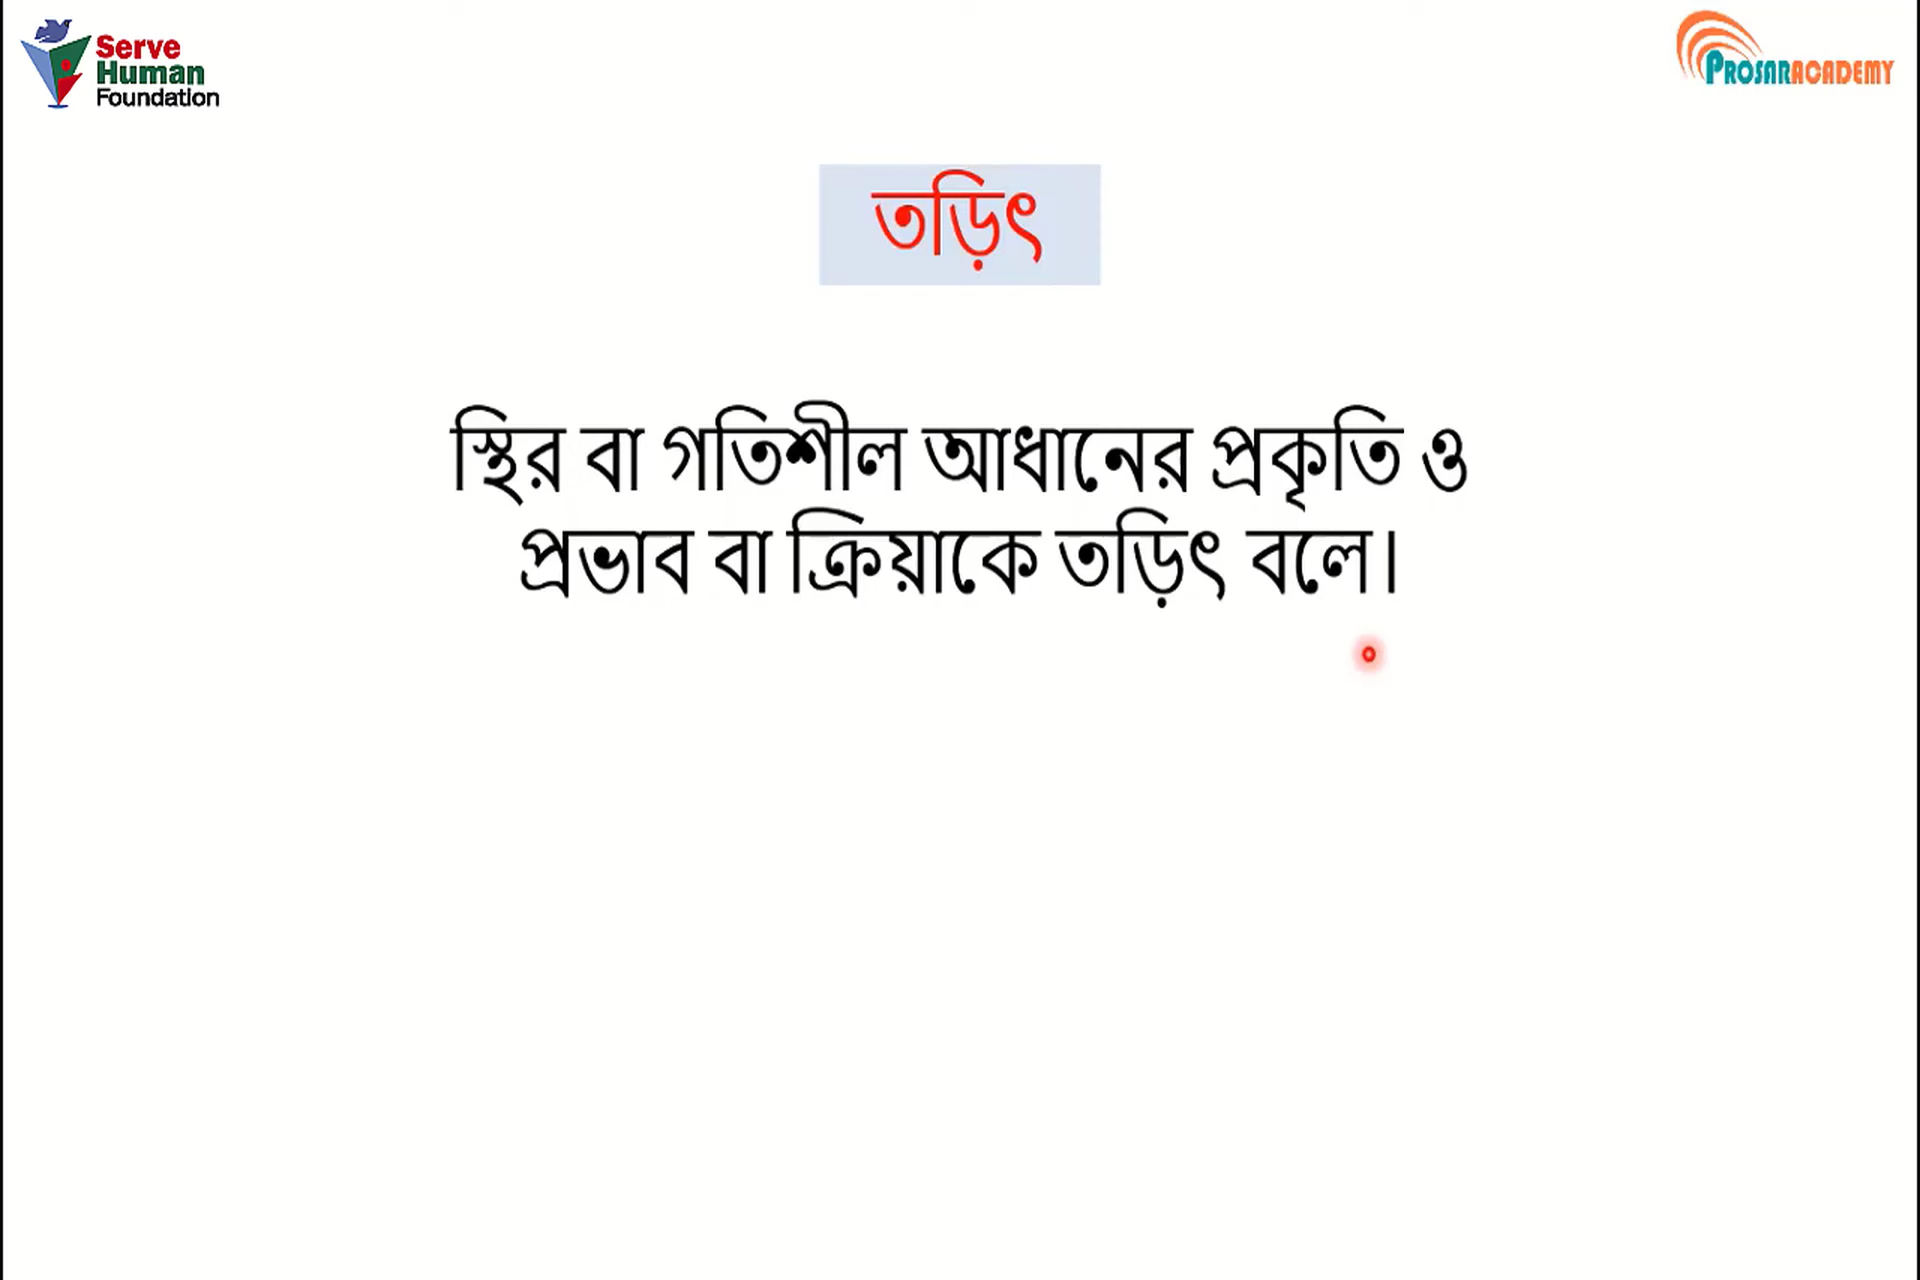 Serve
Human
Foundation
PROSARACADEMY
তড়িৎ
স্থির বা গতিশীল আধানের প্রকৃতি ও
প্রভাব বা ক্রিয়াকে তড়িৎ বলে।